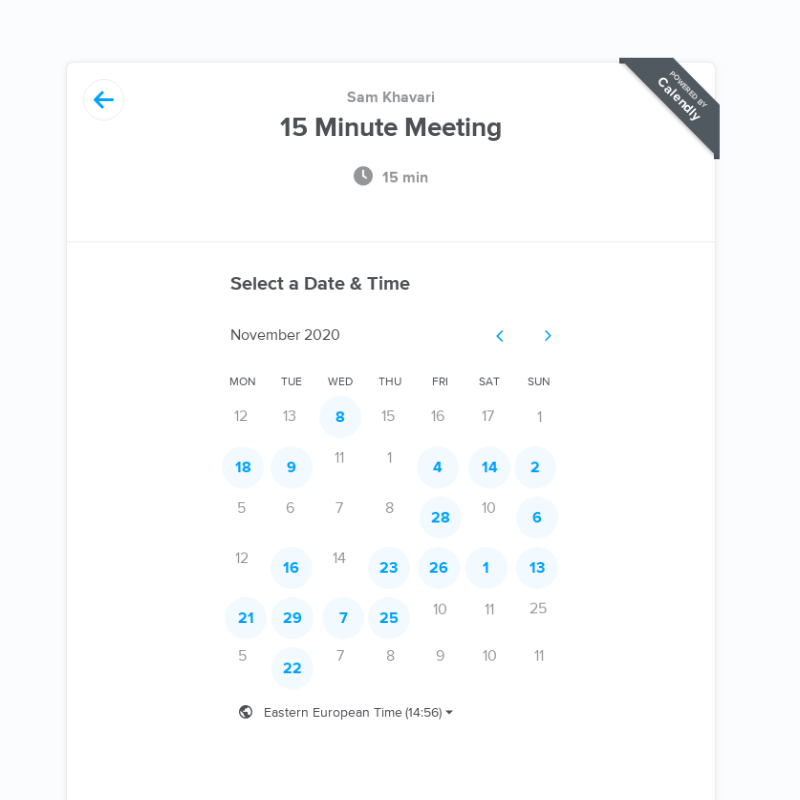 POWERED BY
Calendly
Sam Khavari
15 Minute Meeting
15 min
Select a Date & Time
November 2020
MON TUE WED THU FRI SAT SUN
12 13 8 15 16 17 1
18 9 11 1 4 14 2
5 6 7 8 28 10 6
12 16 14 23 26 1 13
21 29 7 25 10 11 25
5 22 7 8 9 10 11
Eastern European Time (14:56)